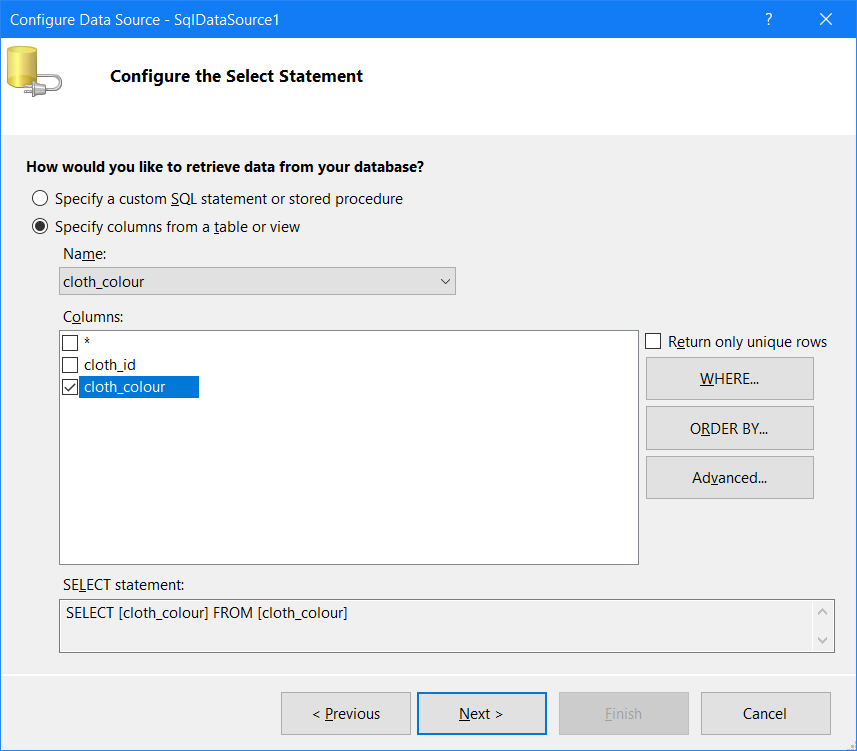 Configure Data Source - SqlDataSource1
?
Configure the Select Statement
How would you like to retrieve data from your database?
Specify a custom SQL statement or stored procedure
Specify columns from a table or view
Name:
cloth_colour
Columns:
*
cloth_id
cloth_colour
Return only unique rows
WHERE...
ORDER BY...
Advanced...
SELECT statement:
SELECT [cloth_colour] FROM [cloth_colour]
< Previous
Next >
Finish
Cancel